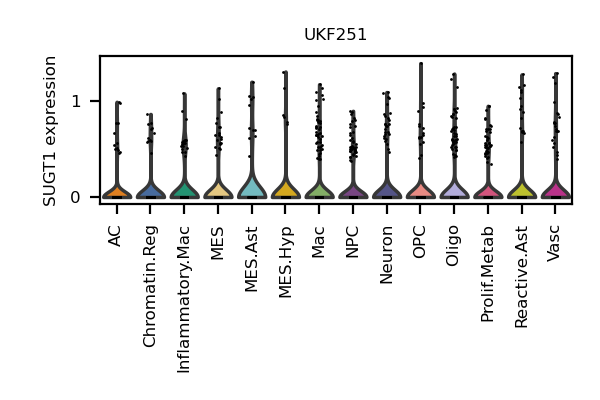 UKF251
SUGT1 expression
1
0
AC
Chromatin.Reg
Inflammatory.Mac
MES
MES.Ast
MES.Hyp
Mac
NPC
Neuron
OPC
Oligo
Prolif.Metab
Reactive.Ast
Vasc